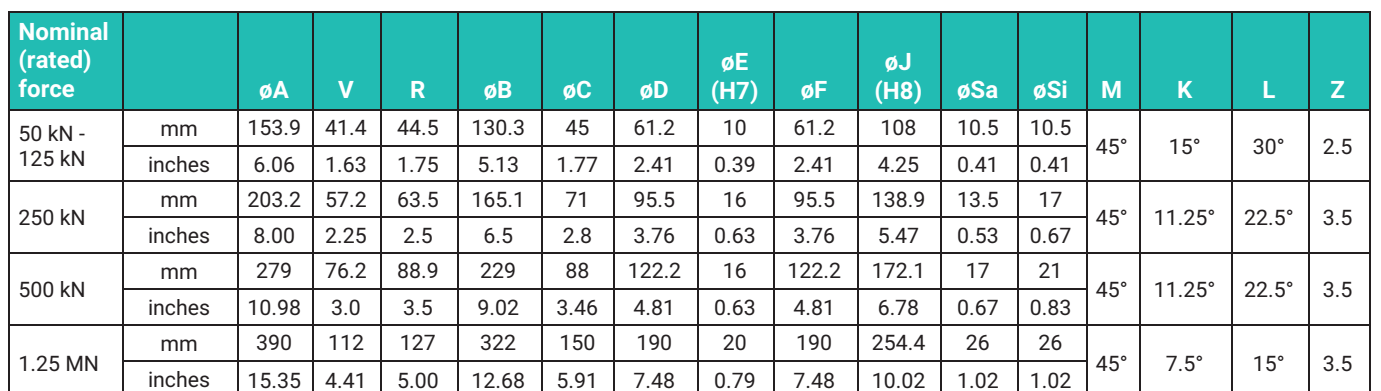 Nominal (rated) force øA V R øB øC øD øE (H7) øF øJ (H8) øSa øSi M K L Z
50 kN - 125 kN mm 153.9 41.4 44.5 130.3 45 61.2 10 61.2 108 10.5 10.5 45° 15° 30° 2.5
inches 6.06 1.63 1.75 5.13 1.77 2.41 0.39 2.41 4.25 0.41 0.41
250 kN mm 203.2 57.2 63.5 165.1 71 95.5 16 95.5 138.9 13.5 17 45° 11.25° 22.5° 3.5
inches 8.00 2.25 2.5 6.5 2.8 3.76 0.63 3.76 5.47 0.53 0.67
500 kN mm 279 76.2 88.9 229 88 122.2 16 122.2 172.1 17 21 45° 11.25° 22.5° 3.5
inches 10.98 3.0 3.5 9.02 3.46 4.81 0.63 4.81 6.78 0.67 0.83
1.25 MN mm 390 112 127 322 150 190 20 190 254.4 26 26 45° 7.5° 15° 3.5
inches 15.35 4.41 5.00 12.68 5.91 7.48 0.79 7.48 10.02 1.02 1.02